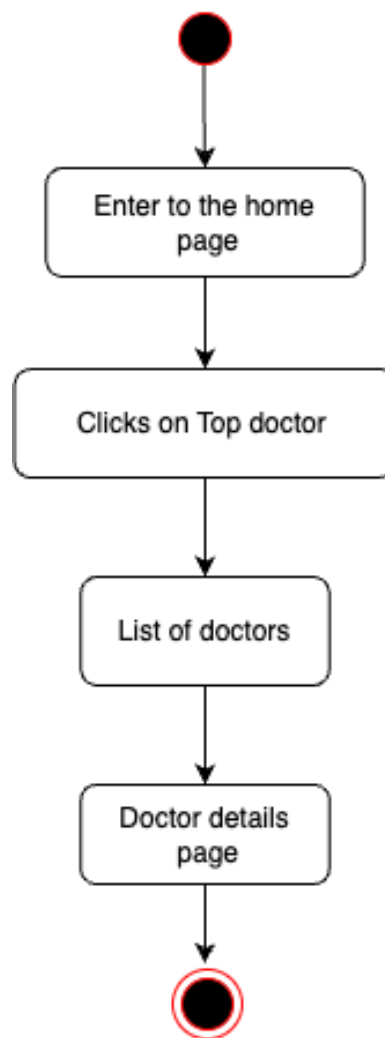 Enter to the home
page
Clicks on Top doctor
List of doctors
Doctor details
page